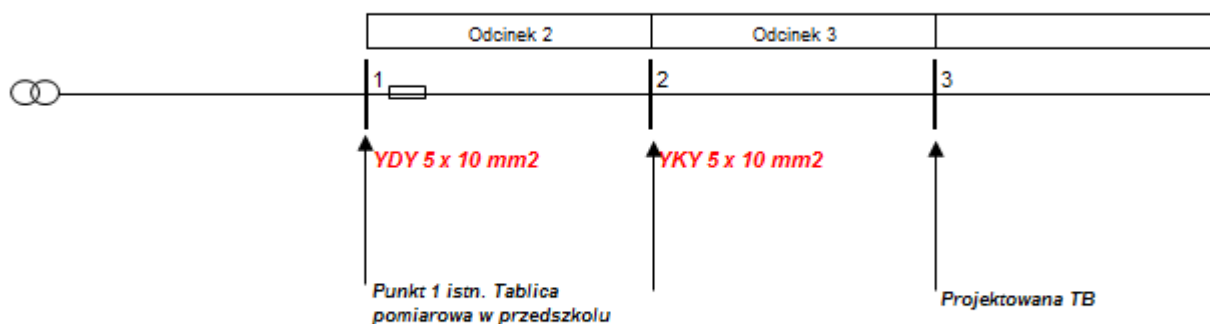 Odcinek 2
Odcinek 3
1
2
3
YDY 5 x 10 mm2
YKY 5 x 10 mm2
Punkt 1 istn. Tablica
pomiarowa w przedszkolu
Projektowana TB